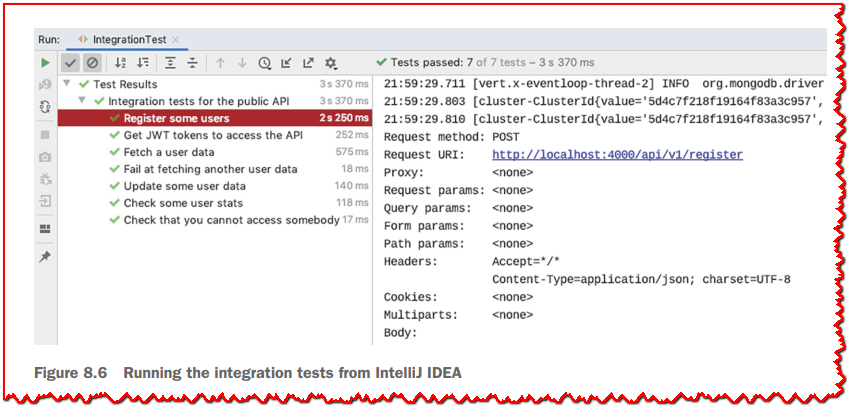 Run: IntegrationTest
Tests passed: 7 of 7 tests – 3 s 370 ms
Test Results 3 s 370 ms
Integration tests for the public API 3 s 370 ms
Register some users 2 s 250 ms
Get JWT tokens to access the API 252 ms
Fetch a user data 575 ms
Fail at fetching another user data 18 ms
Update some user data 140 ms
Check some user stats 118 ms
Check that you cannot access somebody 17 ms
21:59:29.711 [vert.x-eventloop-thread-2] INFO org.mongodb.driver
21:59:29.803 [cluster-ClusterId{value='5d4c7f218f19164f83a3c957',
21:59:29.810 [cluster-ClusterId{value='5d4c7f218f19164f83a3c957',
Request method: POST
Request URI: http://localhost:4000/api/v1/register
Proxy: <none>
Request params: <none>
Query params: <none>
Form params: <none>
Path params: <none>
Headers: Accept=*/*
Content-Type=application/json; charset=UTF-8
Cookies: <none>
Multiparts: <none>
Body:
Figure 8.6 Running the integration tests from IntelliJ IDEA